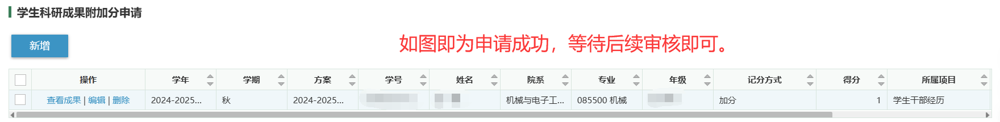 学生科研成果附加分申请
新增
如图即为申请成功，等待后续审核即可。
操作 学年 学期 方案 学号 姓名 院系 专业 年级 记分方式 得分 所属项目
查看成果 | 编辑 | 删除 2024-2025... 秋 2024-2025... 机械与电子工... 085500 机械 加分 1 学生干部经历